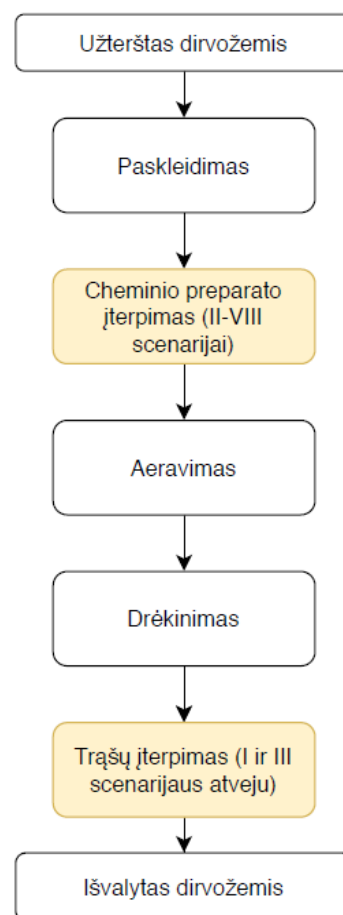 Užterštas dirvožemis
Paskleidimas
Cheminio preparato
įterpimas (II-VIII
scenarijai)
Aeravimas
Drėkinimas
Trąšų įterpimas (I ir III
scenarijaus atveju)
Išvalytas dirvožemis